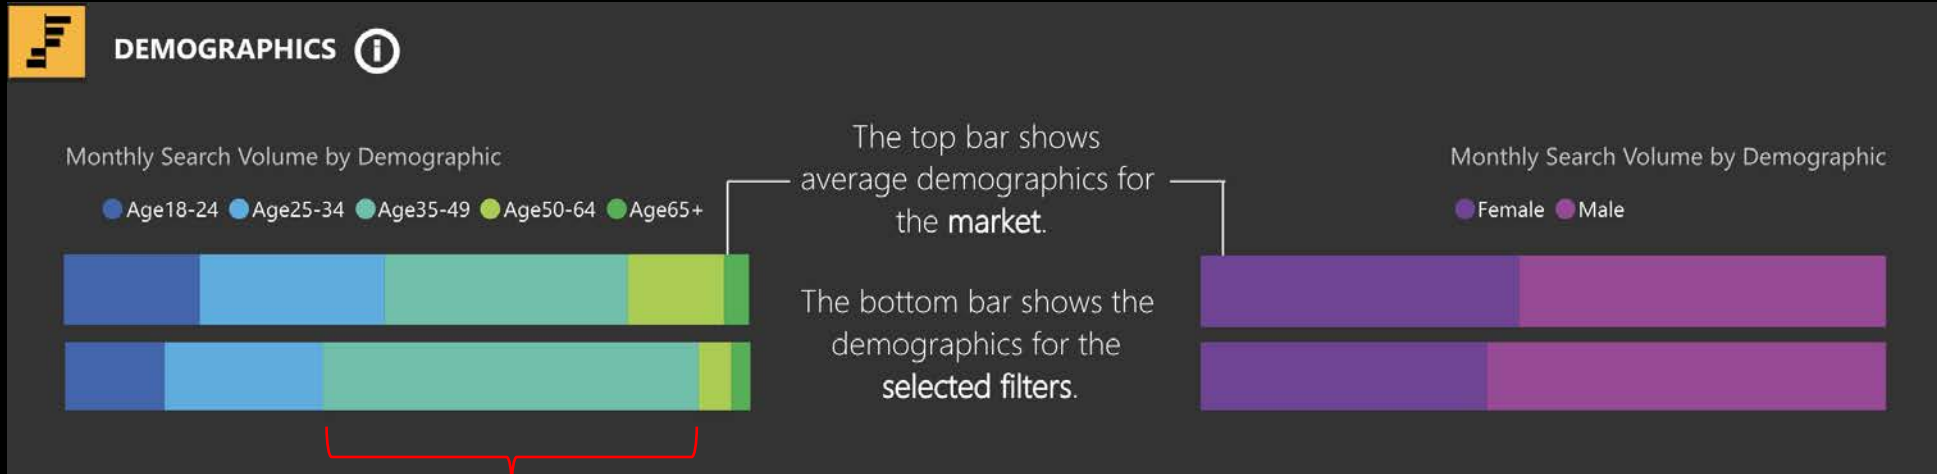 DEMOGRAPHICS
Monthly Search Volume by Demographic
Age18-24 Age25-34 Age35-49 Age50-64 Age65+
The top bar shows
average demographics for
the market.
The bottom bar shows the
demographics for the
selected filters.
Monthly Search Volume by Demographic
Female Male